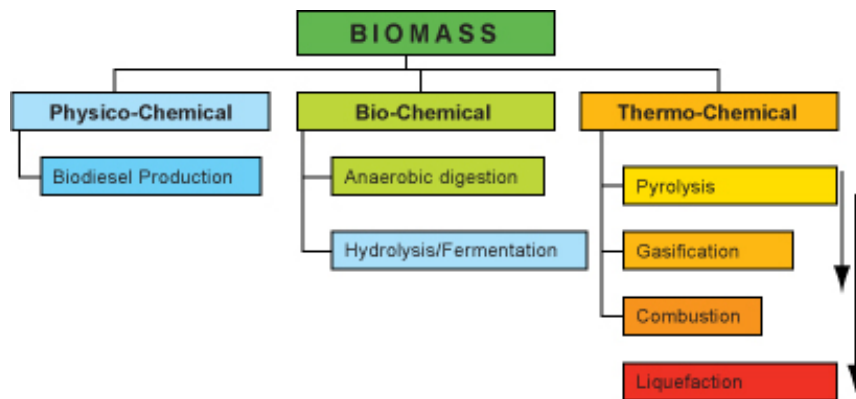 BIOMASS
Physico-Chemical
Bio-Chemical
Thermo-Chemical
Biodiesel Production
Anaerobic digestion
Pyrolysis
Hydrolysis/Fermentation
Gasification
Combustion
Liquefaction